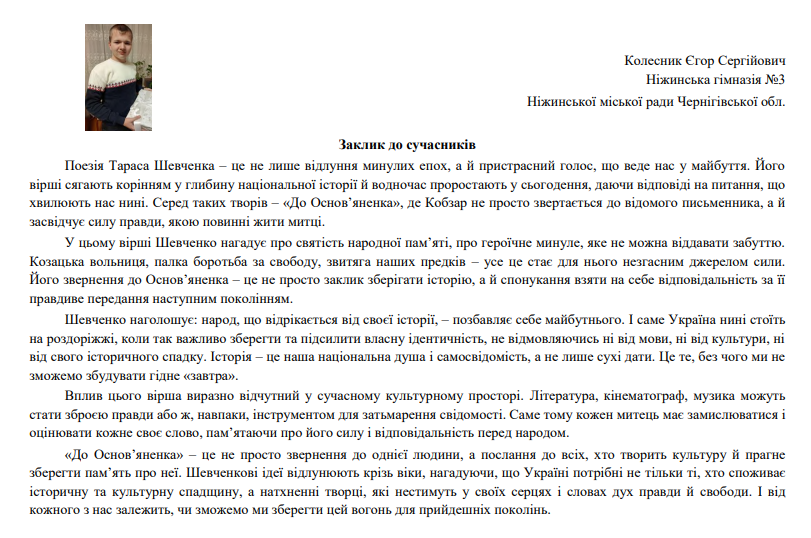 Колесник Єгор Сергійович
Ніжинська гімназія №3
Ніжинської міської ради Чернігівської обл.
Заклик до сучасників
Поезія Тараса Шевченка – це не лише відлуння минулих епох, а й пристрасний голос, що веде нас у майбуття. Його
вірші сягають корінням у глибину національної історії й водночас проростають у сьогодення, даючи відповіді на питання, що
хвилюють нас нині. Серед таких творів – «До Основ’яненка», де Кобзар не просто звертається до відомого письменника, а й
засвідчує силу правди, якою повинні жити митці.
У цьому вірші Шевченко нагадує про святість народної пам’яті, про героїчне минуле, яке не можна віддавати забуттю.
Козацька вольниця, палка боротьба за свободу, звитяга наших предків – усе це стає для нього незгасним джерелом сили.
Його звернення до Основ’яненка – це не просто заклик зберігати історію, а й спонукання взяти на себе відповідальність за її
правдиве передання наступним поколінням.
Шевченко наголошує: народ, що відрікається від своєї історії, – позбавляє себе майбутнього. І саме Україна нині стоїть
на роздоріжжі, коли так важливо зберегти та підсилити власну ідентичність, не відмовляючись ні від мови, ні від культури, ні
від свого історичного спадку. Історія – це наша національна душа і самосвідомість, а не лише сухі дати. Це те, без чого ми не
зможемо збудувати гідне «завтра».
Вплив цього вірша виразно відчутний у сучасному культурному просторі. Література, кінематограф, музика можуть
стати зброєю правди або ж, навпаки, інструментом для затьмарення свідомості. Саме тому кожен митець має замислюватися і
оцінювати кожне своє слово, пам’ятаючи про його силу і відповідальність перед народом.
«До Основ’яненка» – це не просто звернення до однієї людини, а послання до всіх, хто творить культуру й прагне
зберегти пам’ять про неї. Шевченкові ідеї відлунюють крізь віки, нагадуючи, що Україні потрібні не тільки ті, хто споживає
історичну та культурну спадщину, а натхненні творці, які нестимуть у своїх серцях і словах дух правди й свободи. І від
кожного з нас залежить, чи зможемо ми зберегти цей вогонь для прийдешніх поколінь.